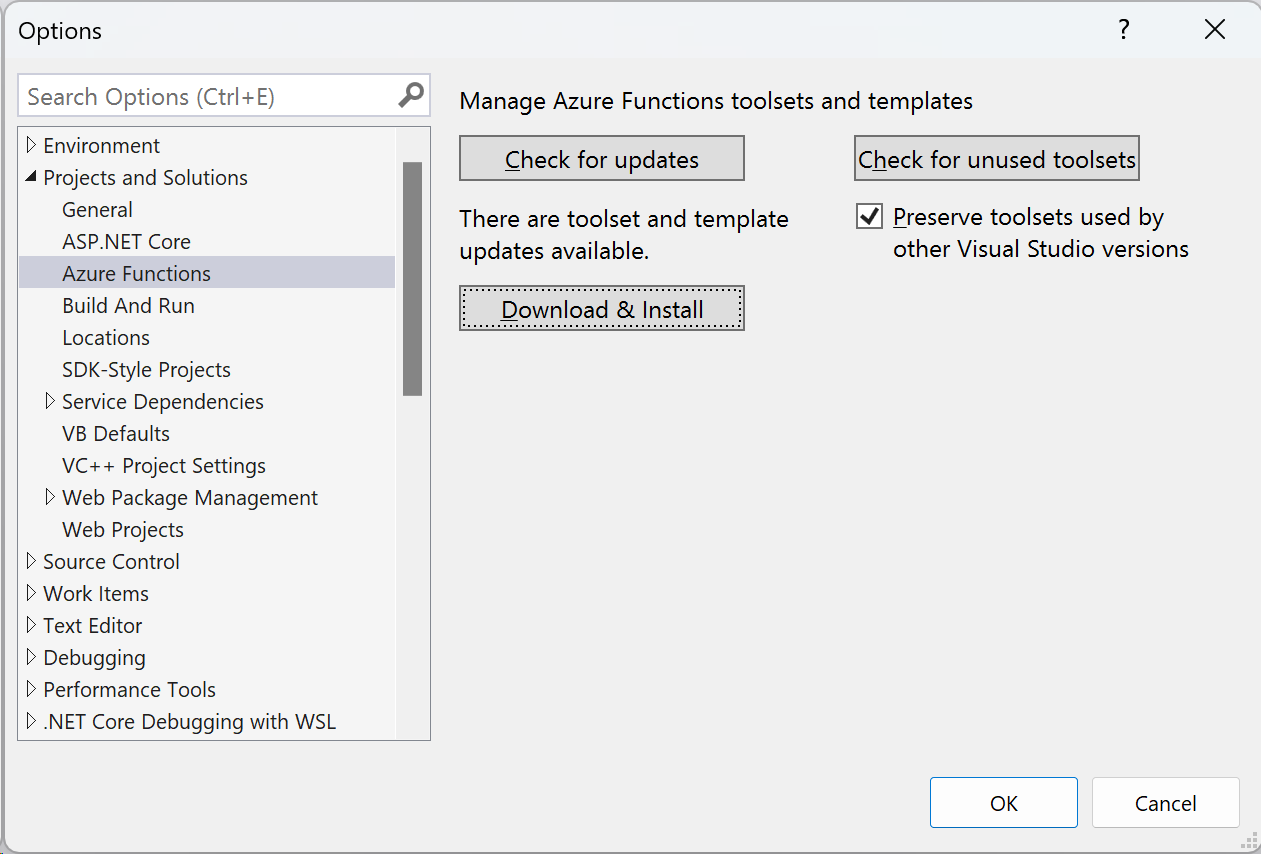 Options
?
Search Options (Ctrl+E)
Environment
Projects and Solutions
General
ASP.NET Core
Azure Functions
Build And Run
Locations
SDK-Style Projects
Service Dependencies
VB Defaults
VC++ Project Settings
Web Package Management
Web Projects
Source Control
Work Items
Text Editor
Debugging
Performance Tools
.NET Core Debugging with WSL
Manage Azure Functions toolsets and templates
Check for updates
Check for unused toolsets
There are toolset and template
updates available.
Preserve toolsets used by
other Visual Studio versions
Download & Install
OK
Cancel